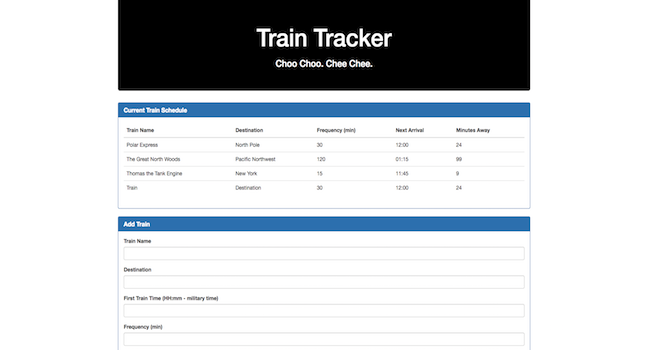 Train Tracker
Choo Choo. Chee Chee.
Current Train Schedule
Train Name Destination Frequency (min) Next Arrival Minutes Away
Polar Express North Pole 30 12:00 24
The Great North Woods Pacific Northwest 120 01:15 99
Thomas the Tank Engine New York 15 11:45 9
Train Destination 30 12:00 24
Add Train
Train Name
Destination
First Train Time (HH:mm - military time)
Frequency (min)